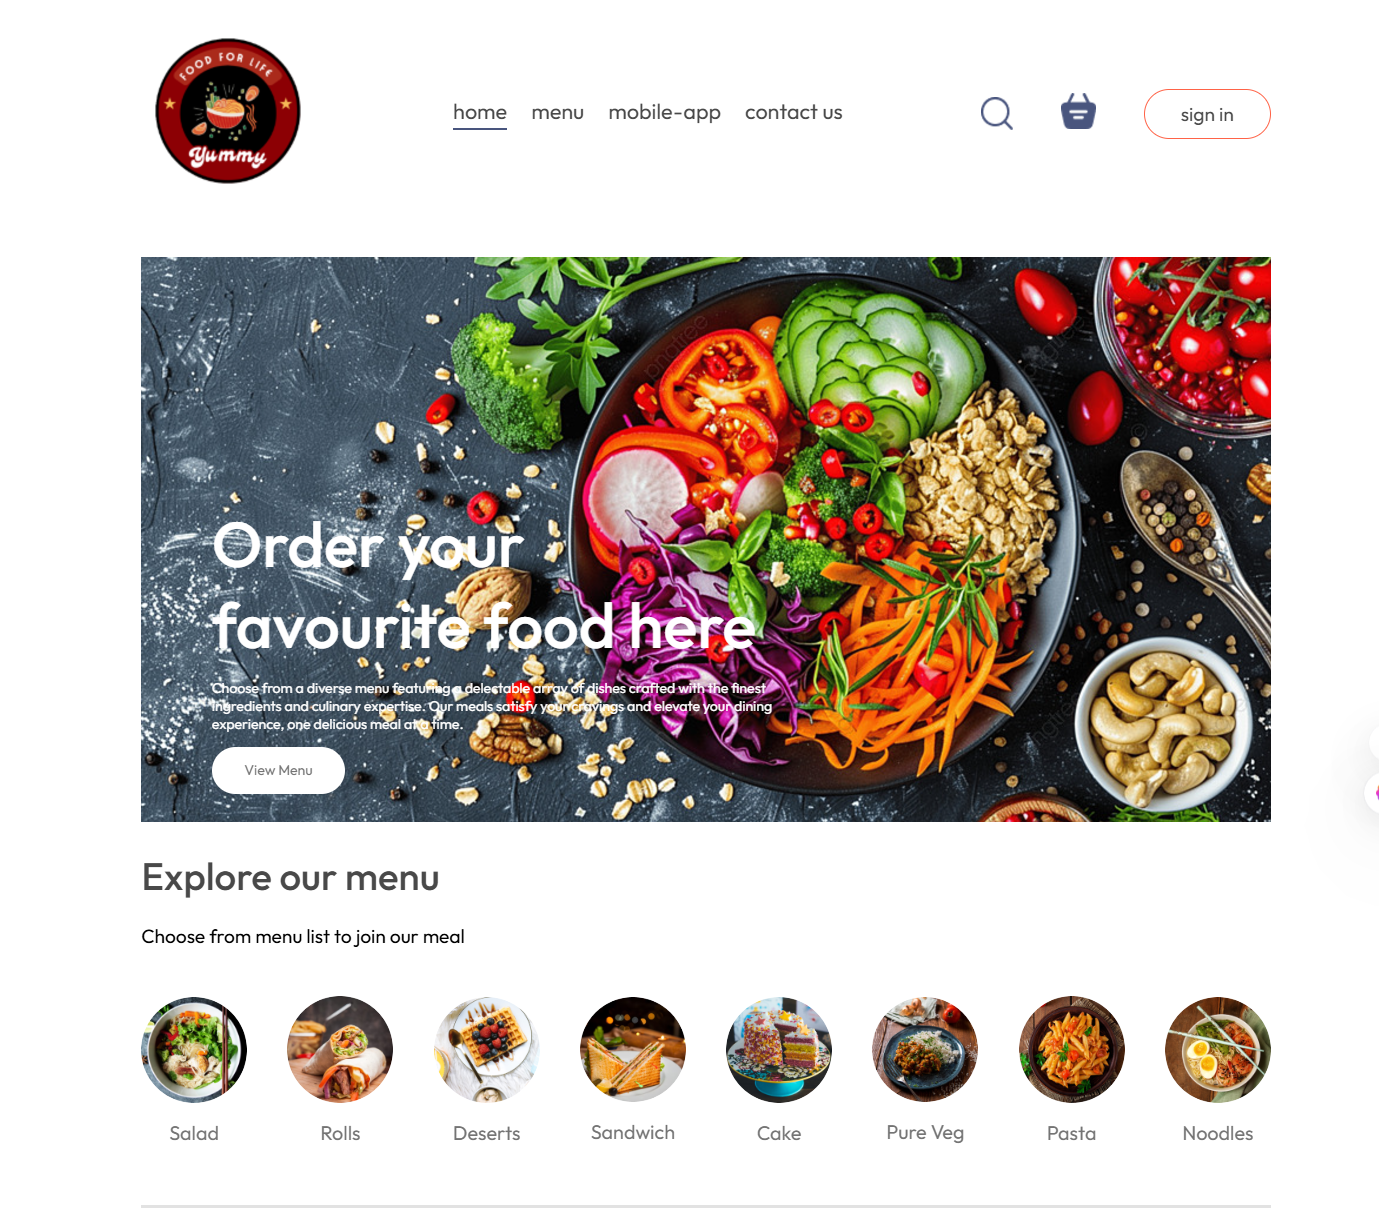 FOOD FOR LIFE
Yummy
home menu mobile-app contact us
sign in
pngtree
Order your
favourite food here
Choose from a diverse menu featuring a delectable array of dishes crafted with the finest
ingredients and culinary expertise. Our meals satisfy your cravings and elevate your dining
experience, one delicious meal at a time.
View Menu
Explore our menu
Choose from menu list to join our meal
Salad Rolls Deserts Sandwich Cake Pure Veg Pasta Noodles